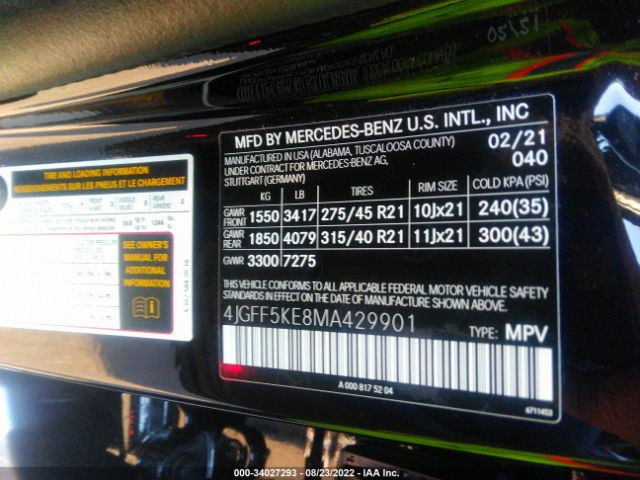 02/21
TIRE AND LOADING INFORMATION
RENSEIGNEMENTS SUR LES PNEUS ET LE CHARGEMENT
SEE OWNER'S
MANUAL FOR
ADDITIONAL
INFORMATION
MFD BY MERCEDES-BENZ U.S. INTL., INC
MANUFACTURED IN USA (ALABAMA, TUSCALOOSA COUNTY) 02/21
UNDER CONTRACT FOR MERCEDES-BENZ AG, 040
STUTTGART (GERMANY)
KG LB TIRES RIM SIZE COLD KPA (PSI)
GAWR FRONT 1550 3417 275/45 R21 10Jx21 240(35)
GAWR REAR 1850 4079 315/40 R21 11Jx21 300(43)
GVWR 3300 7275
THIS VEHICLE CONFORMS TO ALL APPLICABLE FEDERAL MOTOR VEHICLE SAFETY
STANDARDS IN EFFECT ON THE DATE OF MANUFACTURE SHOWN ABOVE.
4JGFF5KE8MA429901 TYPE: MPV
A 000 817 52 04
6711453
000-34027293 - 08/23/2022 - IAA Inc.